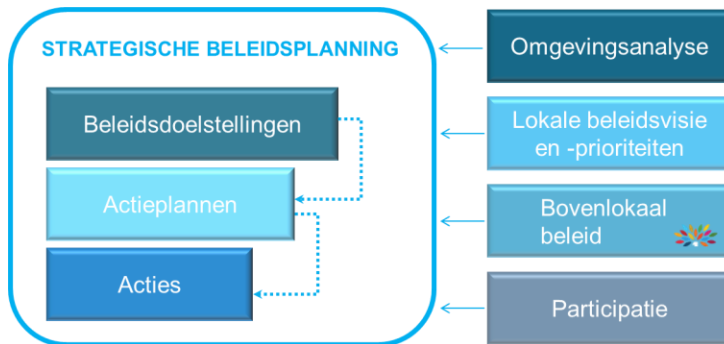 STRATEGISCHE BELEIDSPLANNING
Beleidsdoelstellingen
Actieplannen
Acties
Omgevingsanalyse
Lokale beleidsvisie
en -prioriteiten
Bovenlokaal
beleid
Participatie